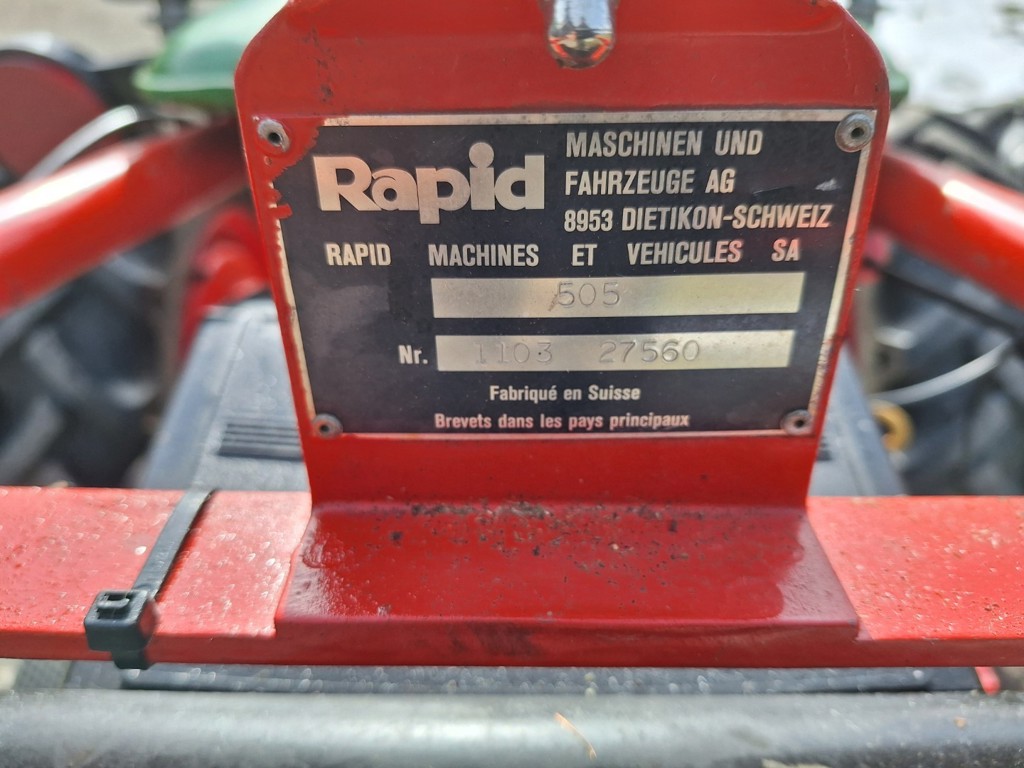 Rapid
MASCHINEN UND
FAHRZEUGE AG
8953 DIETIKON-SCHWEIZ
RAPID MACHINES ET VEHICULES SA
505
Nr. 1103 27560
Fabriqué en Suisse
Brevets dans les pays principaux